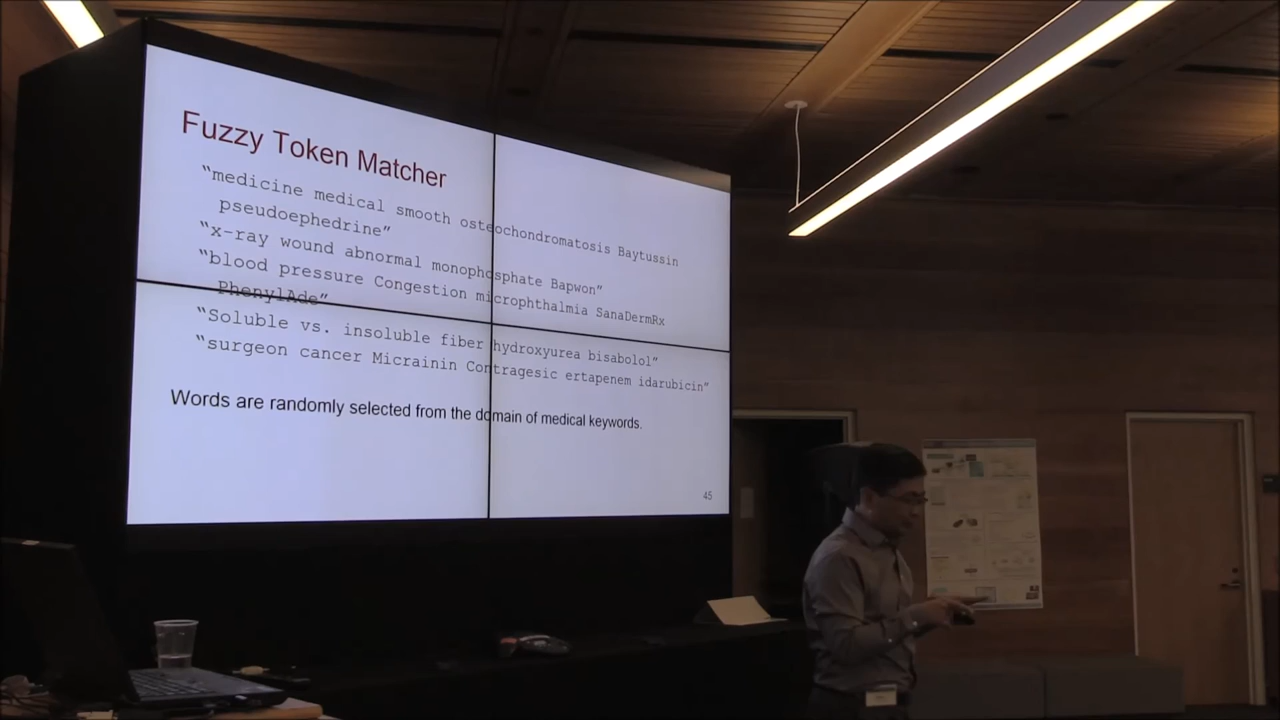 Fuzzy Token Matcher
“medicine medical smooth osteochondromatosis Baytussin
pseudoephedrine”
“x-ray wound abnormal monophosphate Bapwon”
“blood pressure Congestion microphthalmia SanaDermRx
PhenylAde”
“Soluble vs. insoluble fiber hydroxyurea bisabolol”
“surgeon cancer Micrainin Contragesic ertapenem idarubicin”
Words are randomly selected from the domain of medical keywords.
45